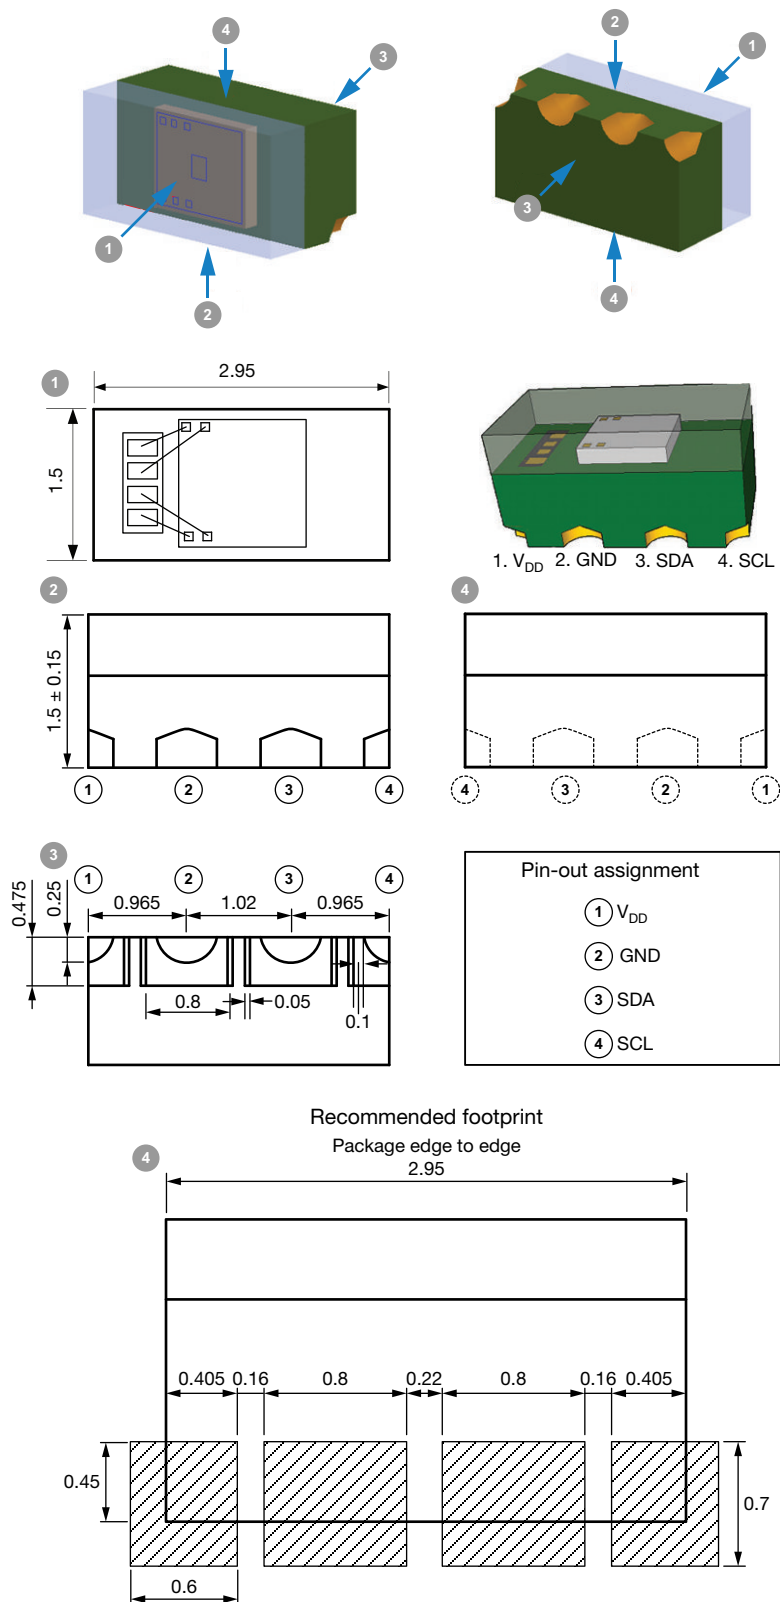 4
3
1
2
2
1
3
4
1
2.95
1.5
1. VDD 2. GND 3. SDA 4. SCL
2
4
1.5 ± 0.15
1 2 3 4
4 3 2 1
3
1 2 3 4
0.475
0.25
0.965 1.02 0.965
0.8
0.05
0.1
Pin-out assignment
1 VDD
2 GND
3 SDA
4 SCL
Recommended footprint
Package edge to edge
4
2.95
0.405 0.16 0.8 0.22 0.8 0.16 0.405
0.45
0.7
0.6